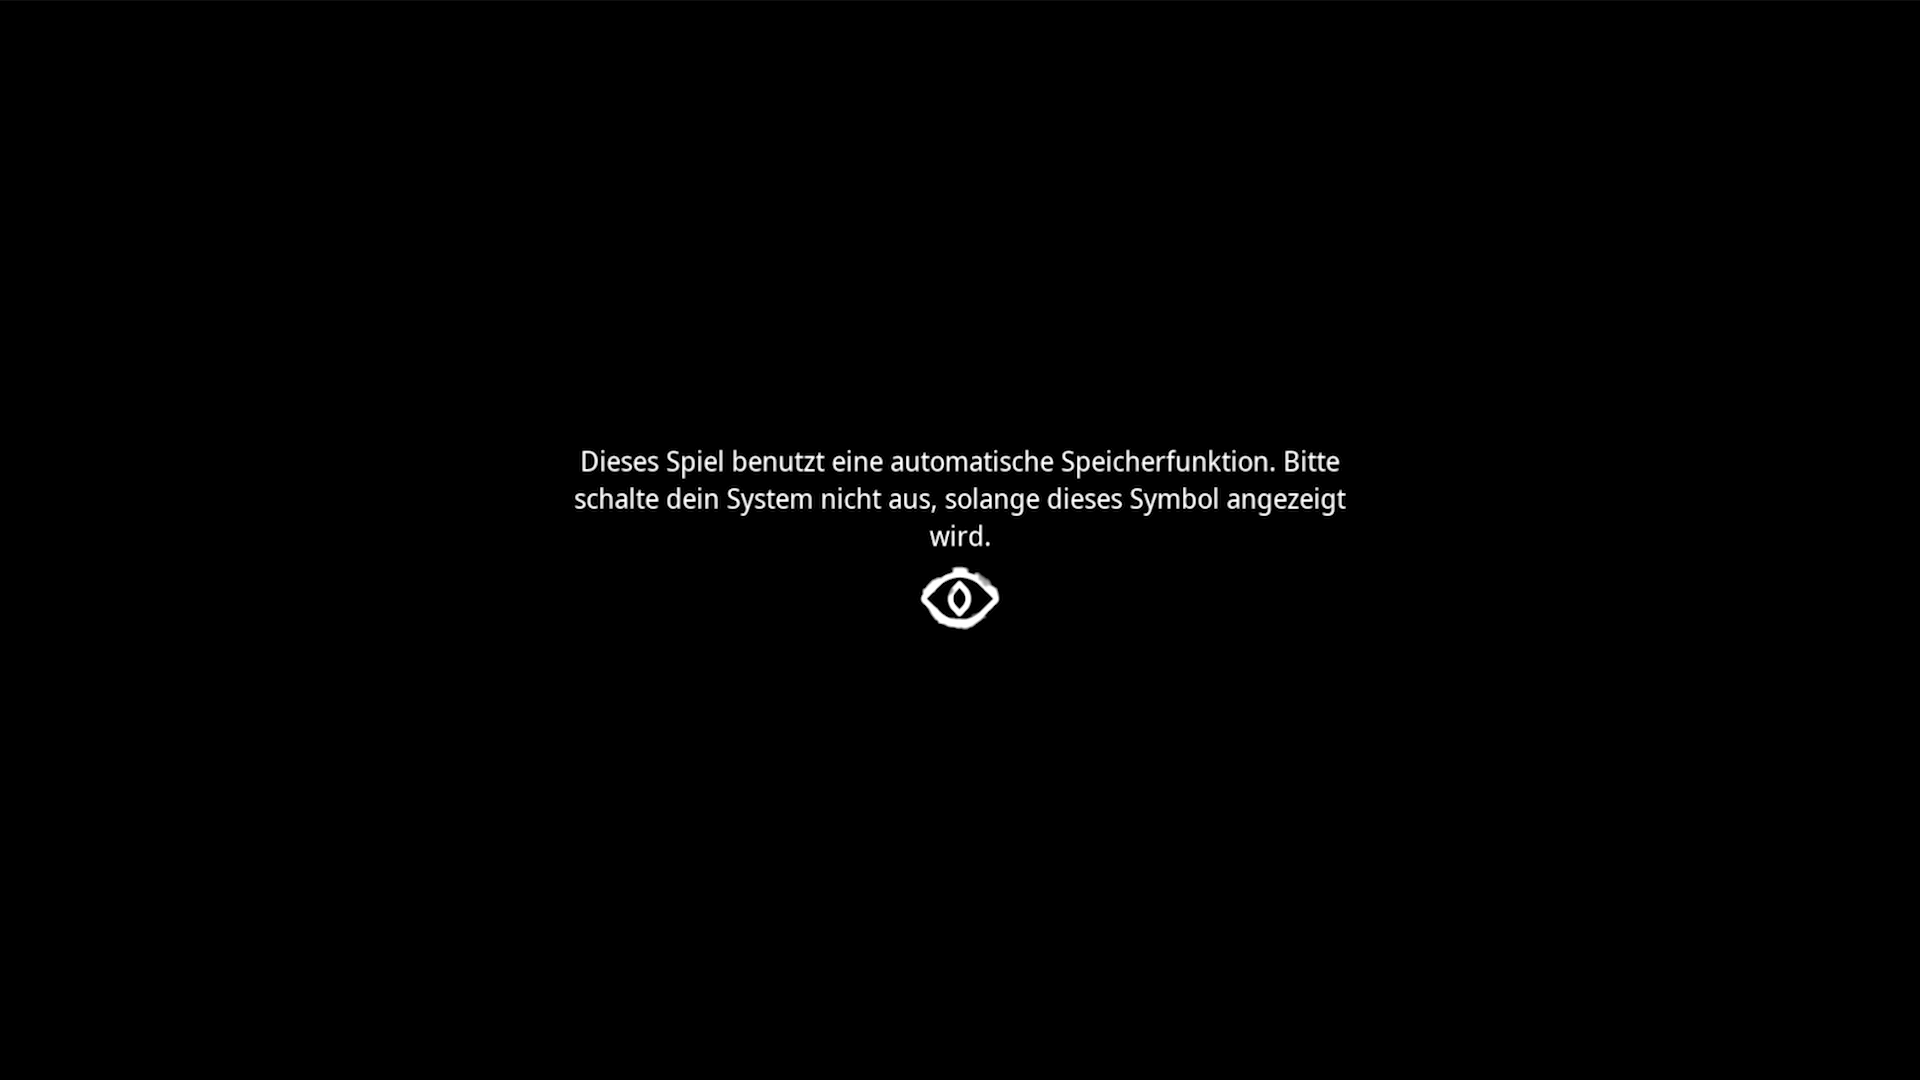 Dieses Spiel benutzt eine automatische Speicherfunktion. Bitte
schalte dein System nicht aus, solange dieses Symbol angezeigt
wird.